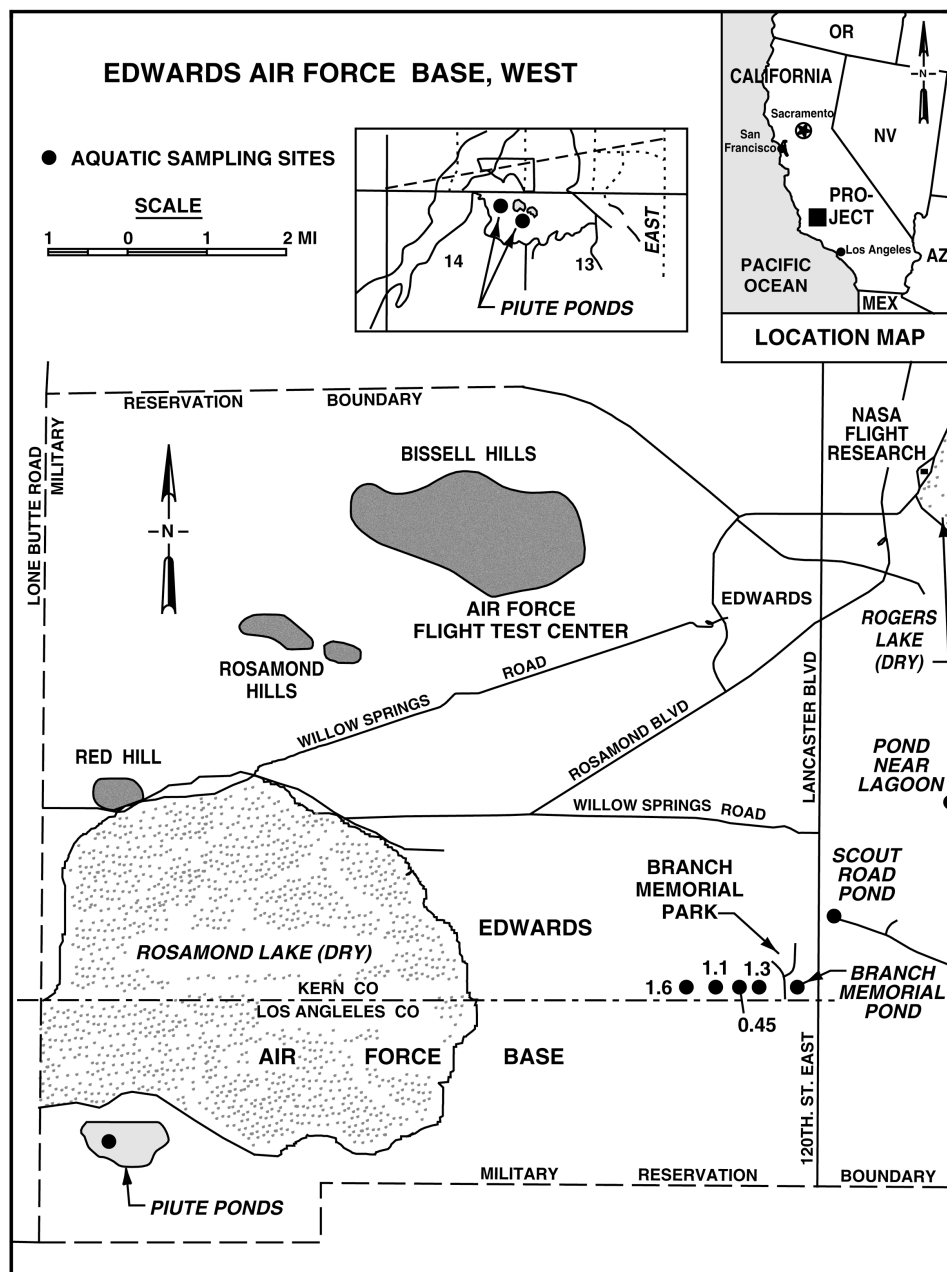 EDWARDS AIR FORCE BASE, WEST
AQUATIC SAMPLING SITES
SCALE
1 0 1 2 MI
14
13
EAST
PIUTE PONDS
OR
CALIFORNIA
-N-
Sacramento
San
Francisco
NV
PRO-
JECT
Los Angeles
AZ
PACIFIC
OCEAN
MEX
LOCATION MAP
RESERVATION BOUNDARY
LONE BUTTE ROAD
MILITARY
-N-
BISSELL HILLS
NASA
FLIGHT
RESEARCH
AIR FORCE
FLIGHT TEST CENTER
EDWARDS
ROSAMOND
HILLS
ROGERS
LAKE
(DRY)
WILLOW SPRINGS ROAD
ROSAMOND BLVD
LANCASTER BLVD
RED HILL
POND
NEAR
LAGOON
WILLOW SPRINGS ROAD
BRANCH
MEMORIAL
PARK
SCOUT
ROAD
POND
EDWARDS
ROSAMOND LAKE (DRY)
1.6
1.1
1.3
0.45
BRANCH
MEMORIAL
POND
KERN CO
LOS ANGLELES CO
AIR FORCE BASE
120TH. ST. EAST
MILITARY RESERVATION BOUNDARY
PIUTE PONDS